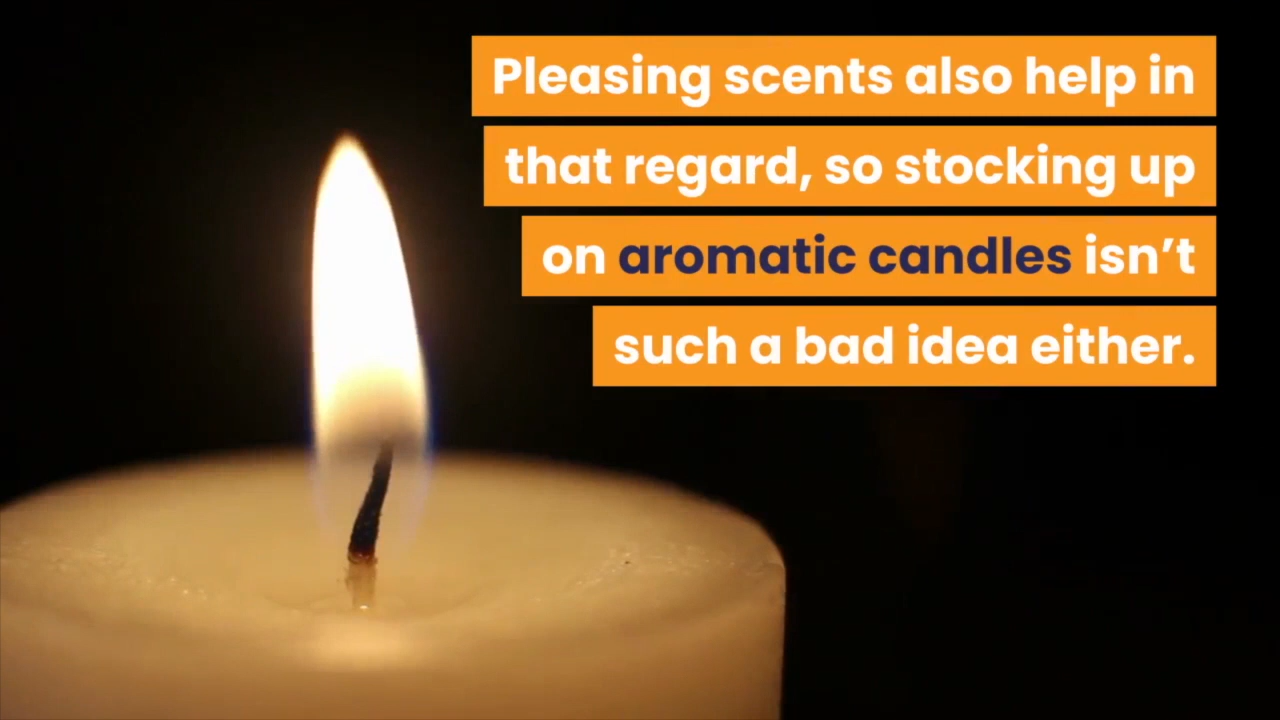 Pleasing scents also help in
that regard, so stocking up
on aromatic candles isn’t
such a bad idea either.